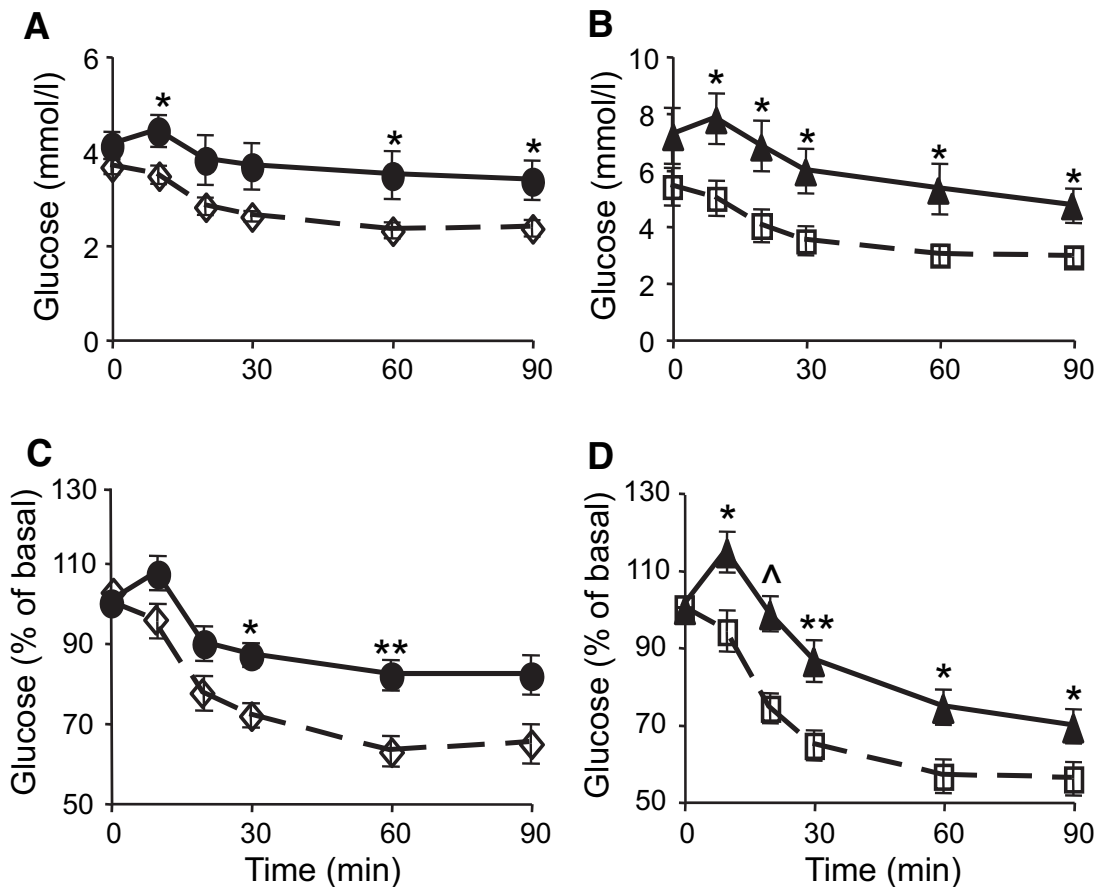 A
Glucose (mmol/l)
6
4
2
0
*
*
*
0 30 60 90
B
Glucose (mmol/l)
10
8
6
4
2
0
*
*
*
*
*
0 30 60 90
C
Glucose (% of basal)
130
110
90
70
50
*
**
0 30 60 90
Time (min)
D
Glucose (% of basal)
130
110
90
70
50
*
^
**
*
*
0 30 60 90
Time (min)